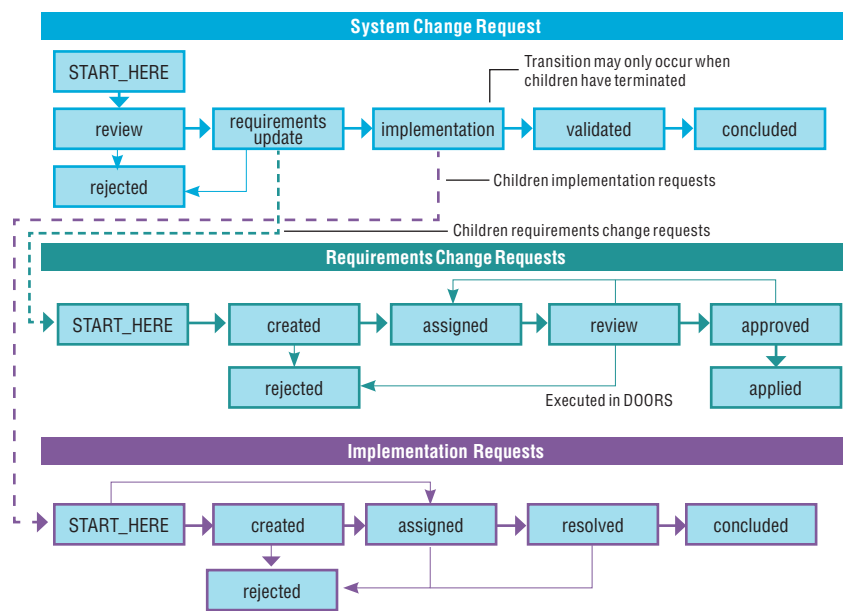 System Change Request
Transition may only occur when
children have terminated
START_HERE
review
requirements
update
implementation
validated
concluded
rejected
Children implementation requests
Children requirements change requests
Requirements Change Requests
START_HERE
created
assigned
review
approved
rejected
applied
Executed in DOORS
Implementation Requests
START_HERE
created
assigned
resolved
concluded
rejected